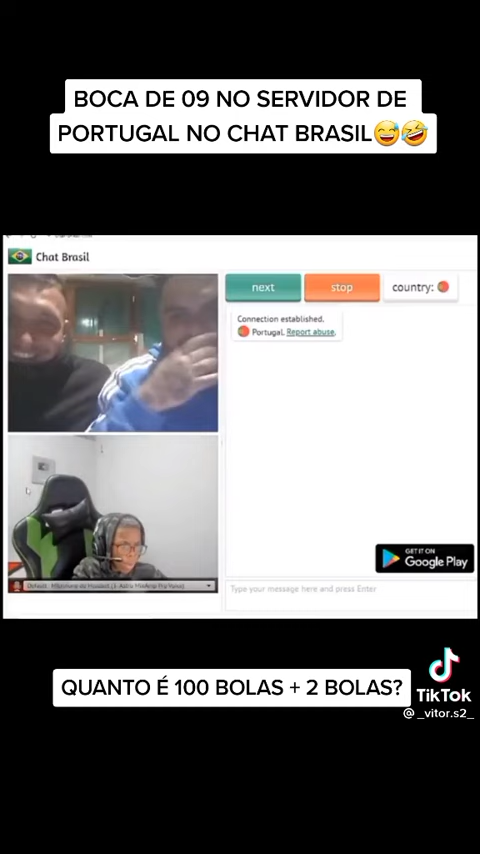 BOCA DE 09 NO SERVIDOR DE
PORTUGAL NO CHAT BRASIL😅🤣
Chat Brasil
next
stop
country:
Connection established.
Portugal. Report abuse.
GET IT ON
Google Play
Type your message here and press Enter
QUANTO É 100 BOLAS + 2 BOLAS?
TikTok
@_vitor.s2_